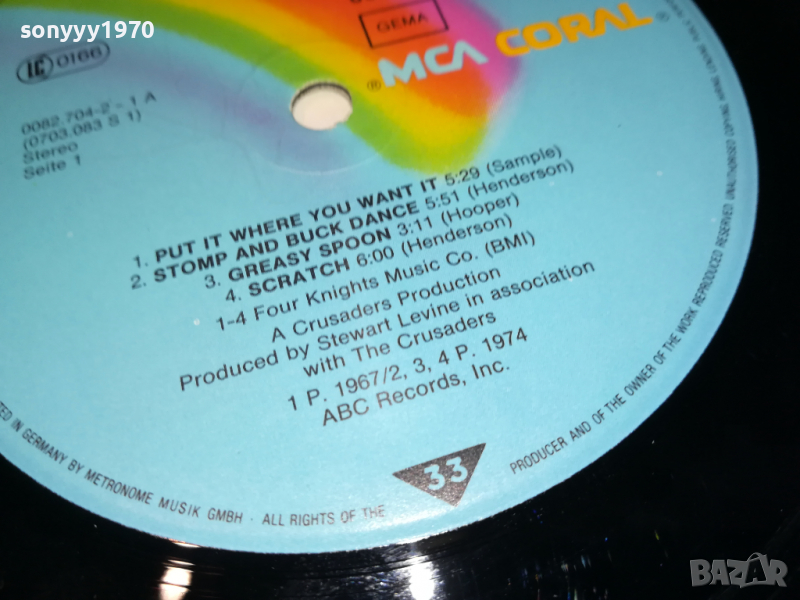 sonyyy1970
GEMA
MCA CORAL®
LC 0166
0082.704-2-1 A
(0703.083 S 1)
Stereo
Seite 1
1. PUT IT WHERE YOU WANT IT 5:29 (Sample)
2. STOMP AND BUCK DANCE 5:51 (Henderson)
3. GREASY SPOON 3:11 (Hooper)
4. SCRATCH 6:00 (Henderson)
1-4 Four Knights Music Co. (BMI)
A Crusaders Production
Produced by Stewart Levine in association
with The Crusaders
1 P. 1967/2, 3, 4 P. 1974
ABC Records, Inc.
33
IN GERMANY BY METRONOME MUSIK GMBH · ALL RIGHTS OF THE
PRODUCER AND OF THE OWNER OF THE WORK REPRODUCED RESERVED UNAUTHORISED COPYING
BAZAR.bg